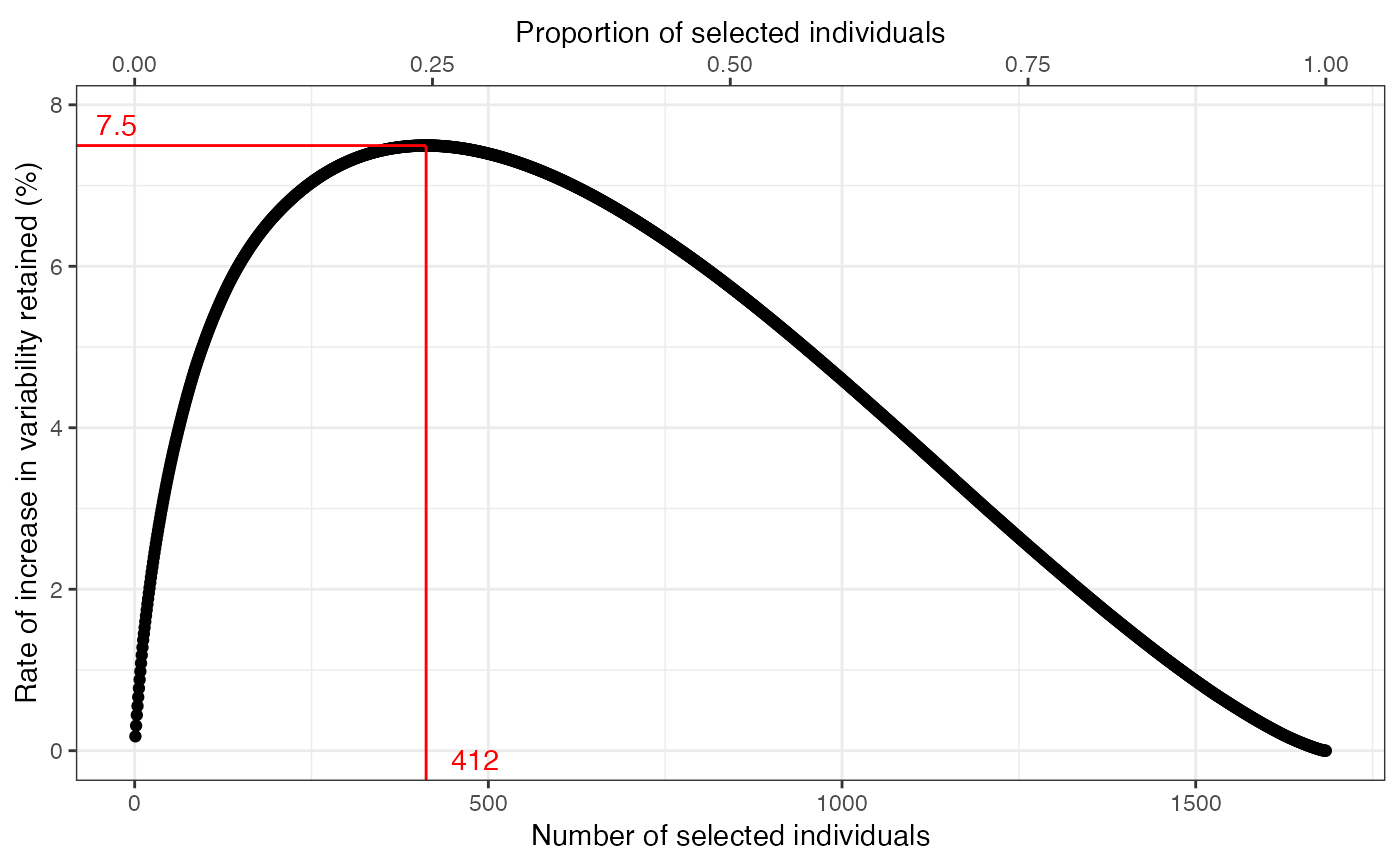 Proportion of selected individuals
0.00 0.25 0.50 0.75 1.00
8
7.5
6
4
2
0
Rate of increase in variability retained (%)
412
0 500 1000 1500
Number of selected individuals